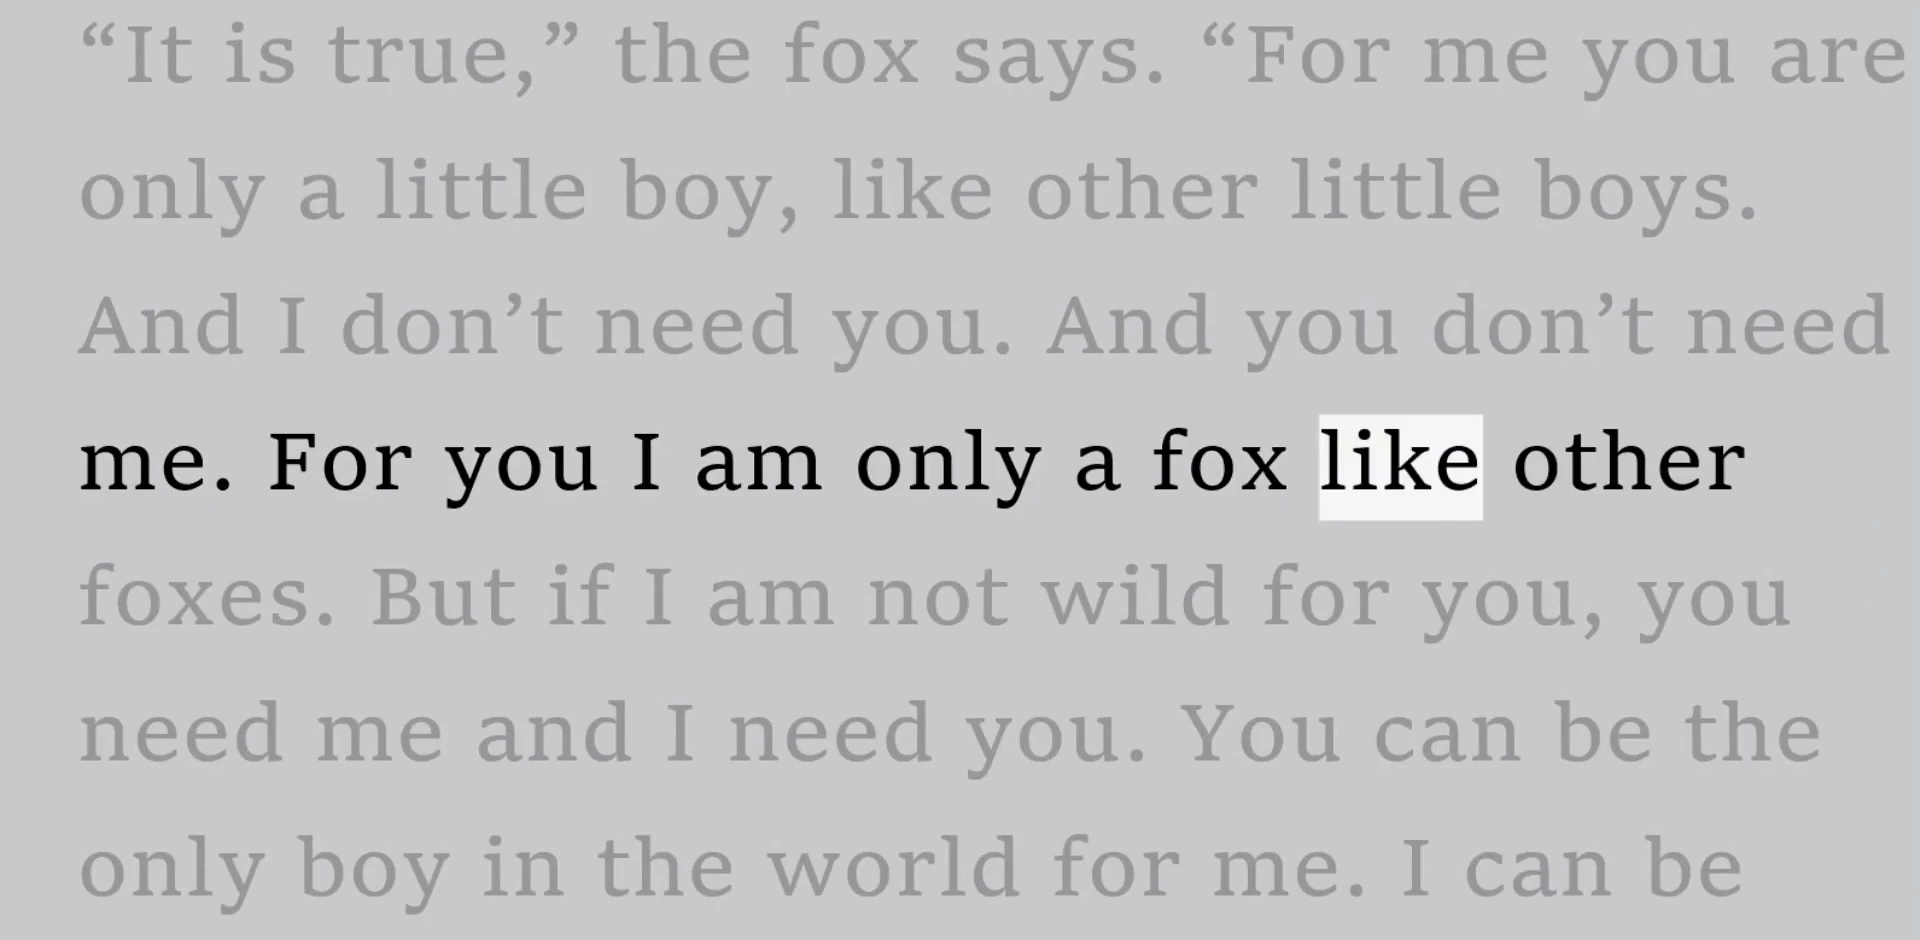 “It is true,” the fox says. “For me you are
only a little boy, like other little boys.
And I don’t need you. And you don’t need
me. For you I am only a fox like other
foxes. But if I am not wild for you, you
need me and I need you. You can be the
only boy in the world for me. I can be